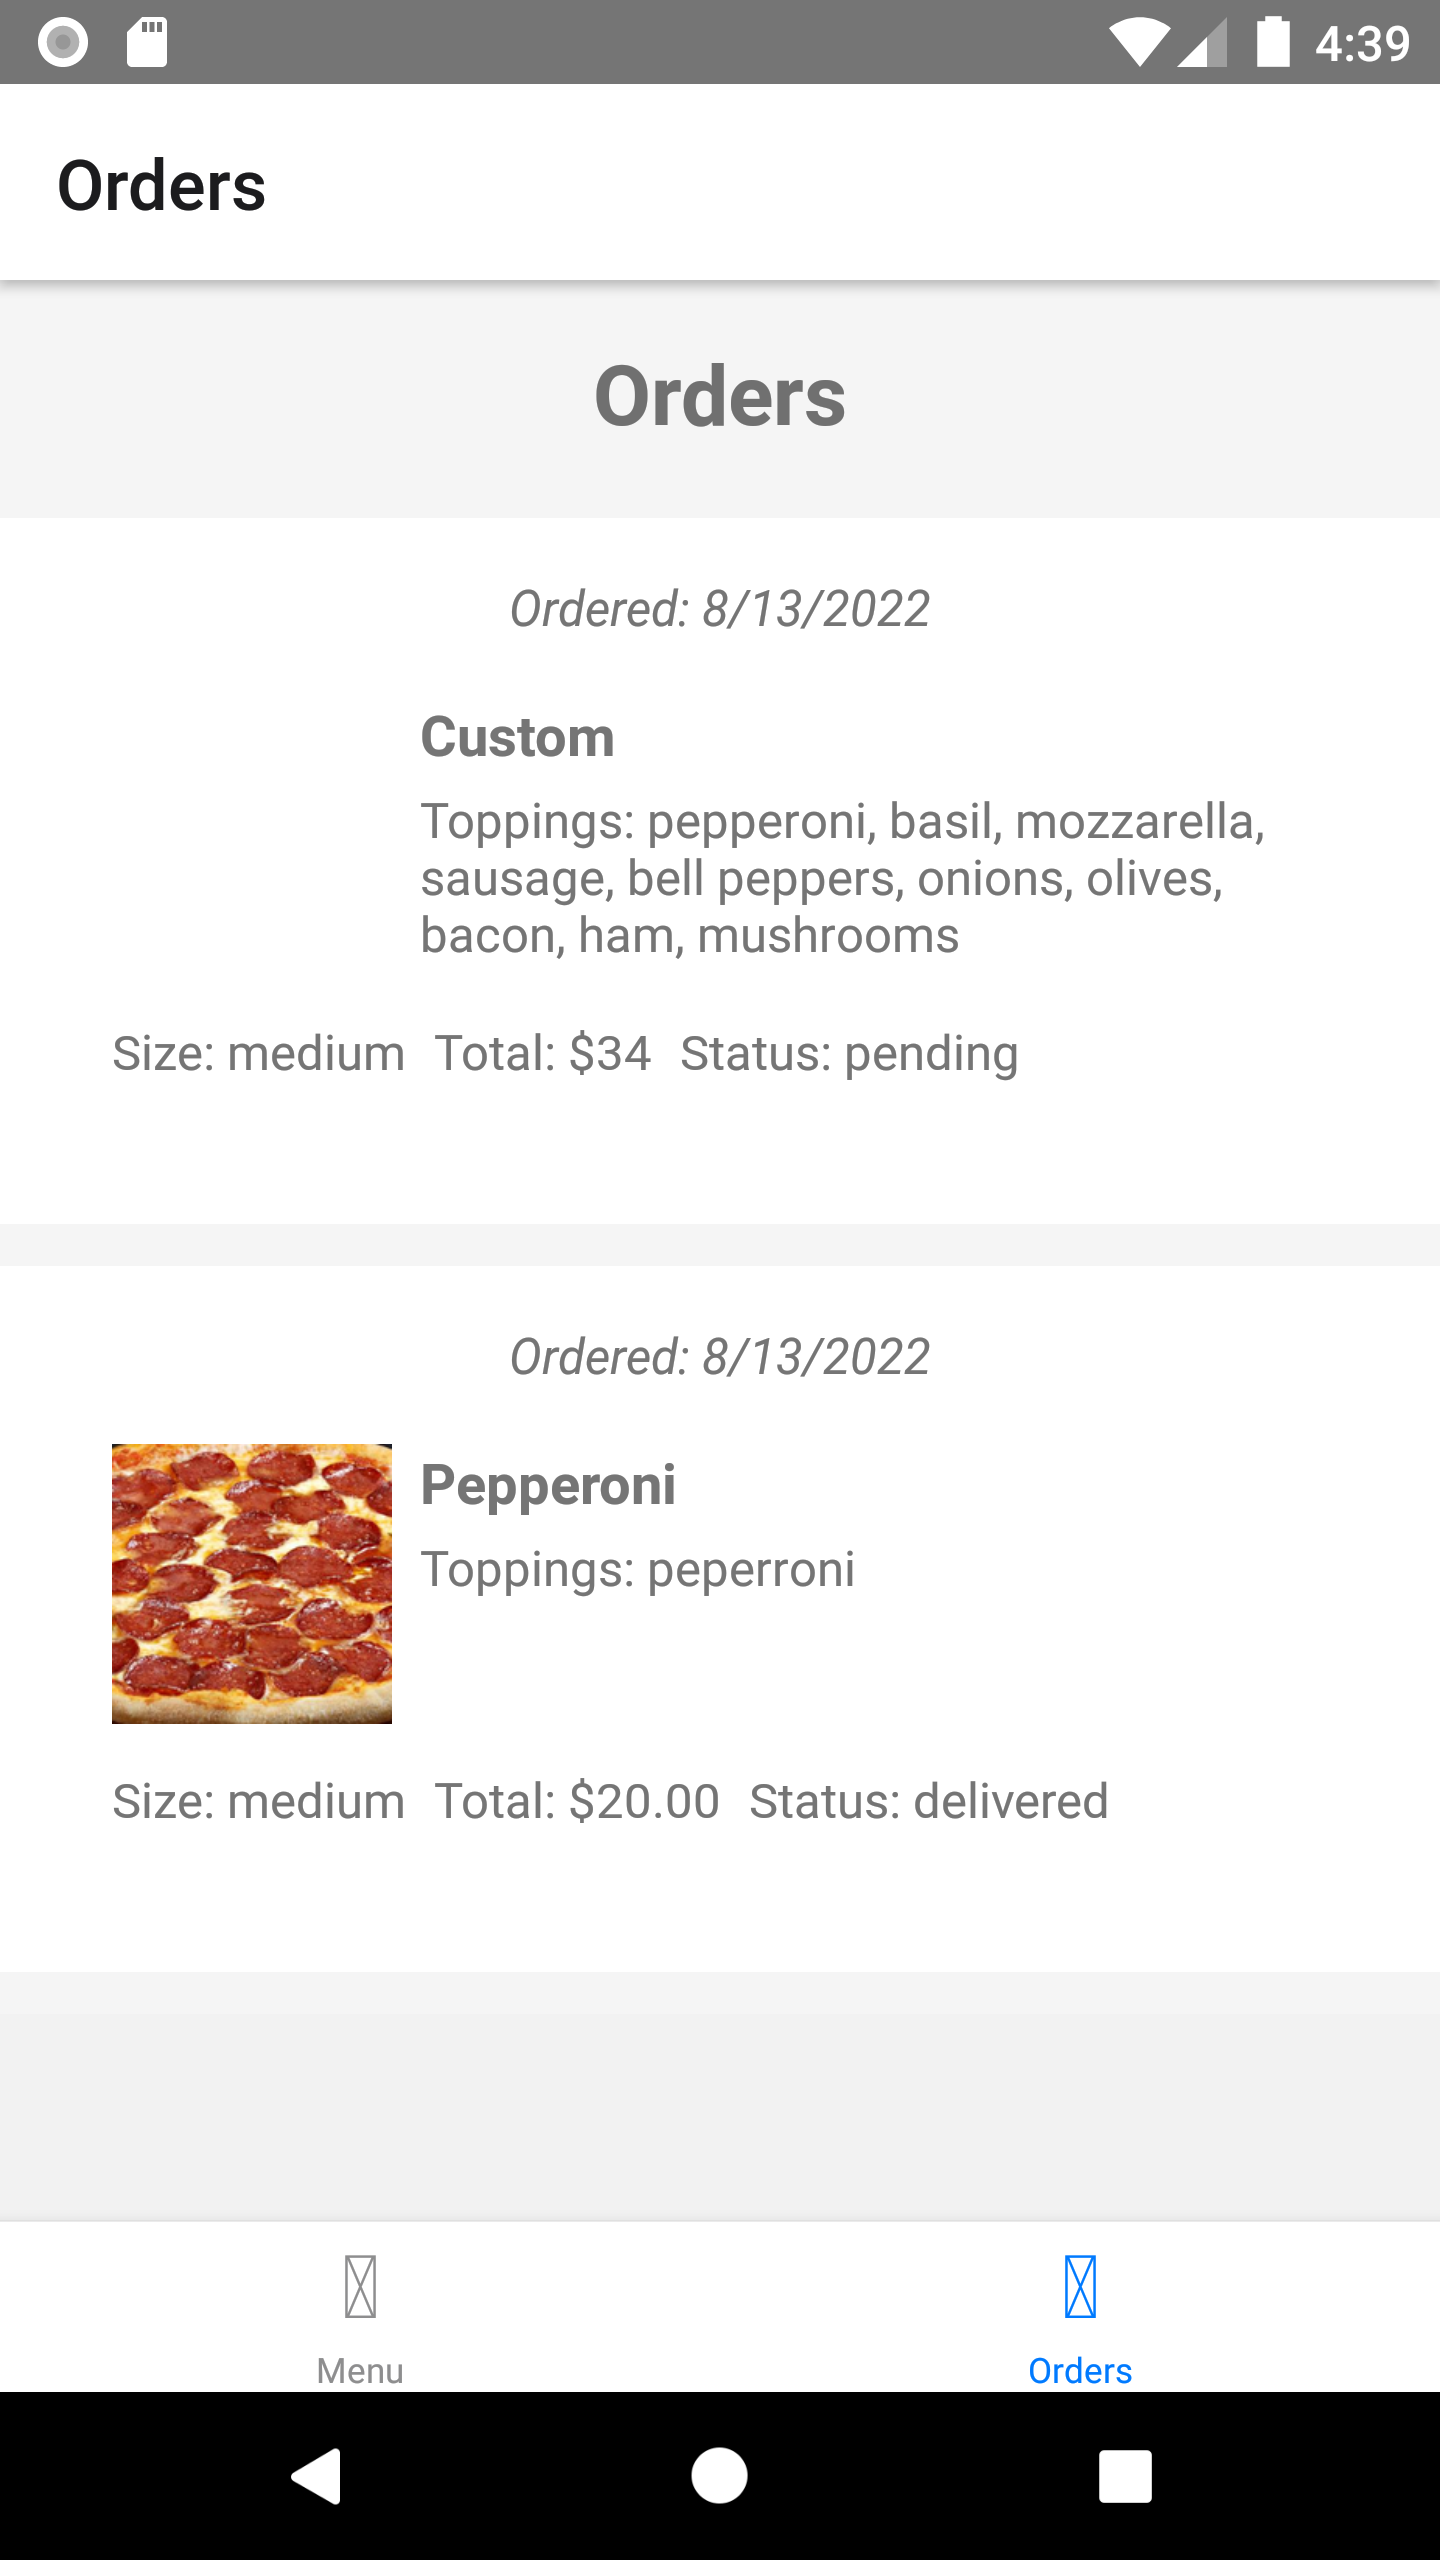 4:39
Orders
Orders
Ordered: 8/13/2022
Custom
Toppings: pepperoni, basil, mozzarella,
sausage, bell peppers, onions, olives,
bacon, ham, mushrooms
Size: medium Total: $34 Status: pending
Ordered: 8/13/2022
Pepperoni
Toppings: peperroni
Size: medium Total: $20.00 Status: delivered
Menu
Orders